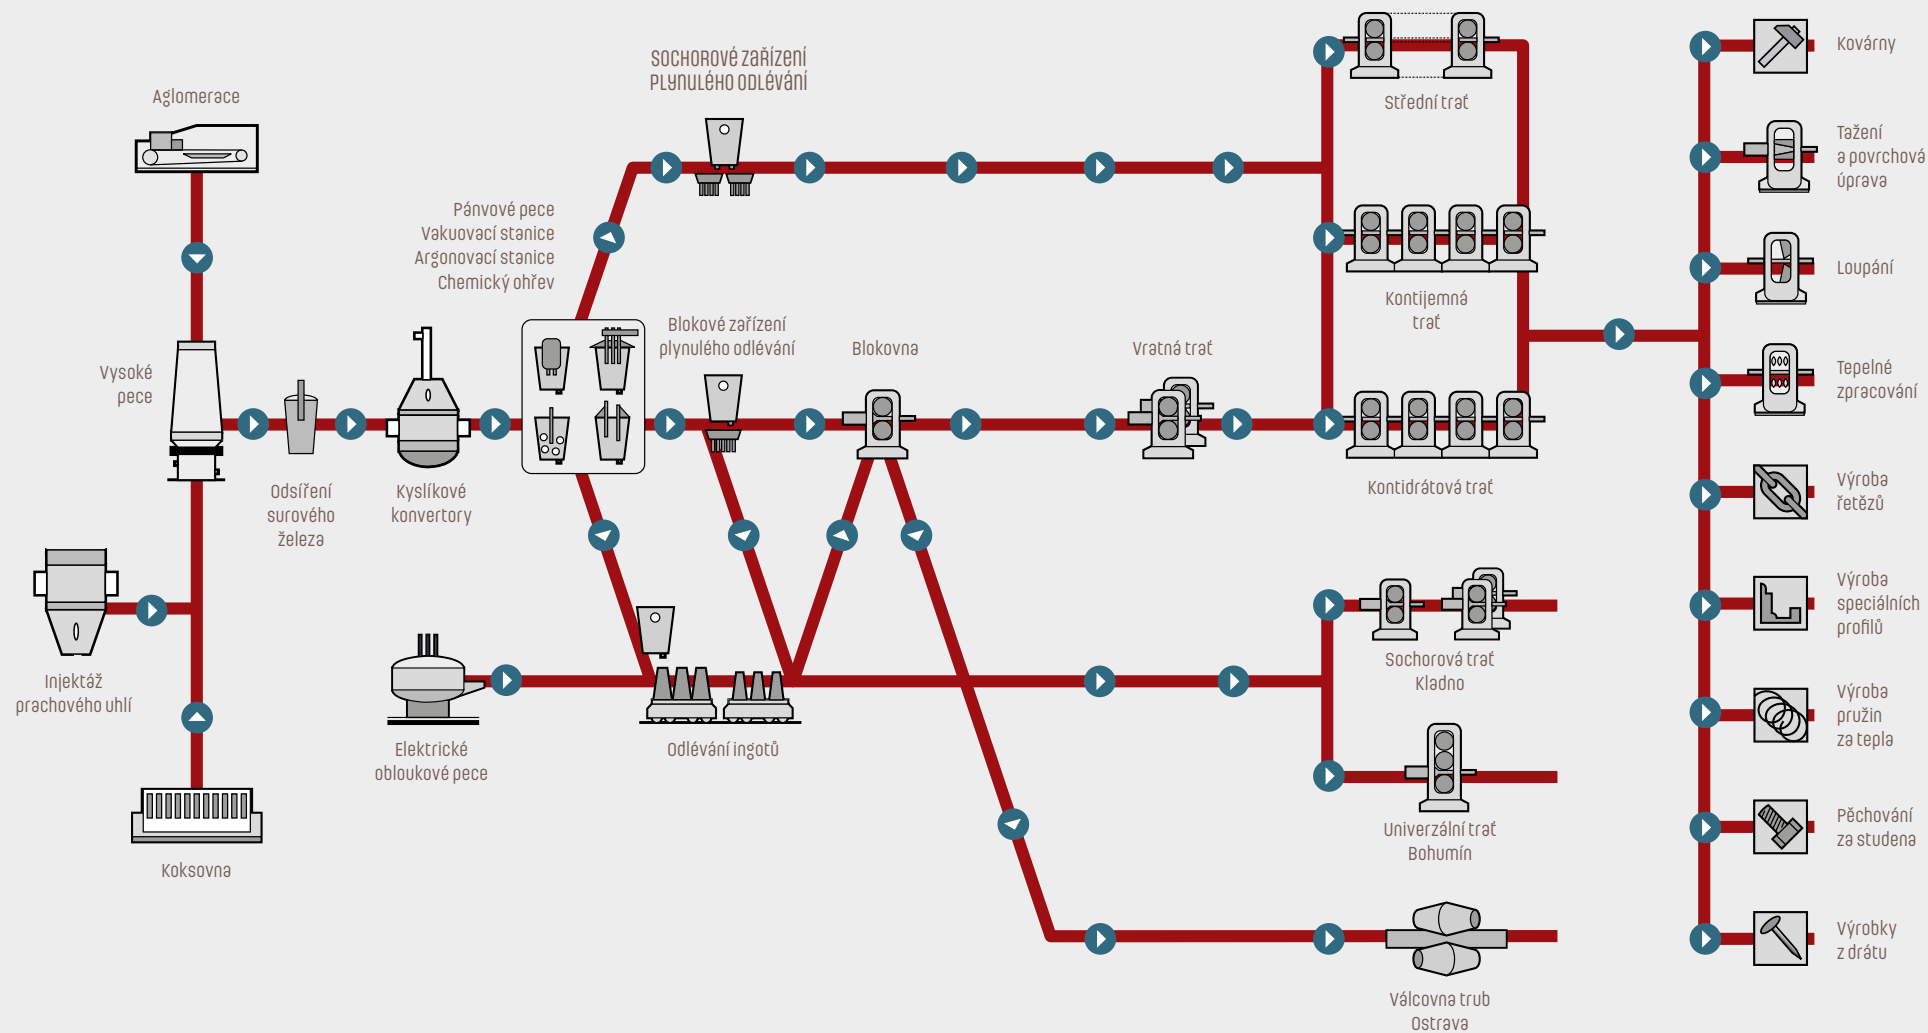 Aglomerace
Vysoké
pece
Injektáž
prachového uhlí
Koksovna
Odsíření
surového
železa
Kyslíkové
konvertory
Pánvové pece
Vakuovací stanice
Argonovací stanice
Chemický ohřev
Elektrické
obloukové pece
SOCHOROVÉ ZAŘÍZENÍ
PLYNULÉHO ODLÉVÁNÍ
Blokové zařízení
plynulého odlévání
Odlévání ingotů
Blokovna
Vratná trať
Střední trať
Kontijemná
trať
Kontidrátová trať
Sochorová trať
Kladno
Univerzální trať
Bohumín
Válcovna trub
Ostrava
Kovárny
Tažení
a povrchová
úprava
Loupání
Tepelné
zpracování
Výroba
řetězů
Výroba
speciálních
profilů
Výroba
pružin
za tepla
Pěchování
za studena
Výrobky
z drátu